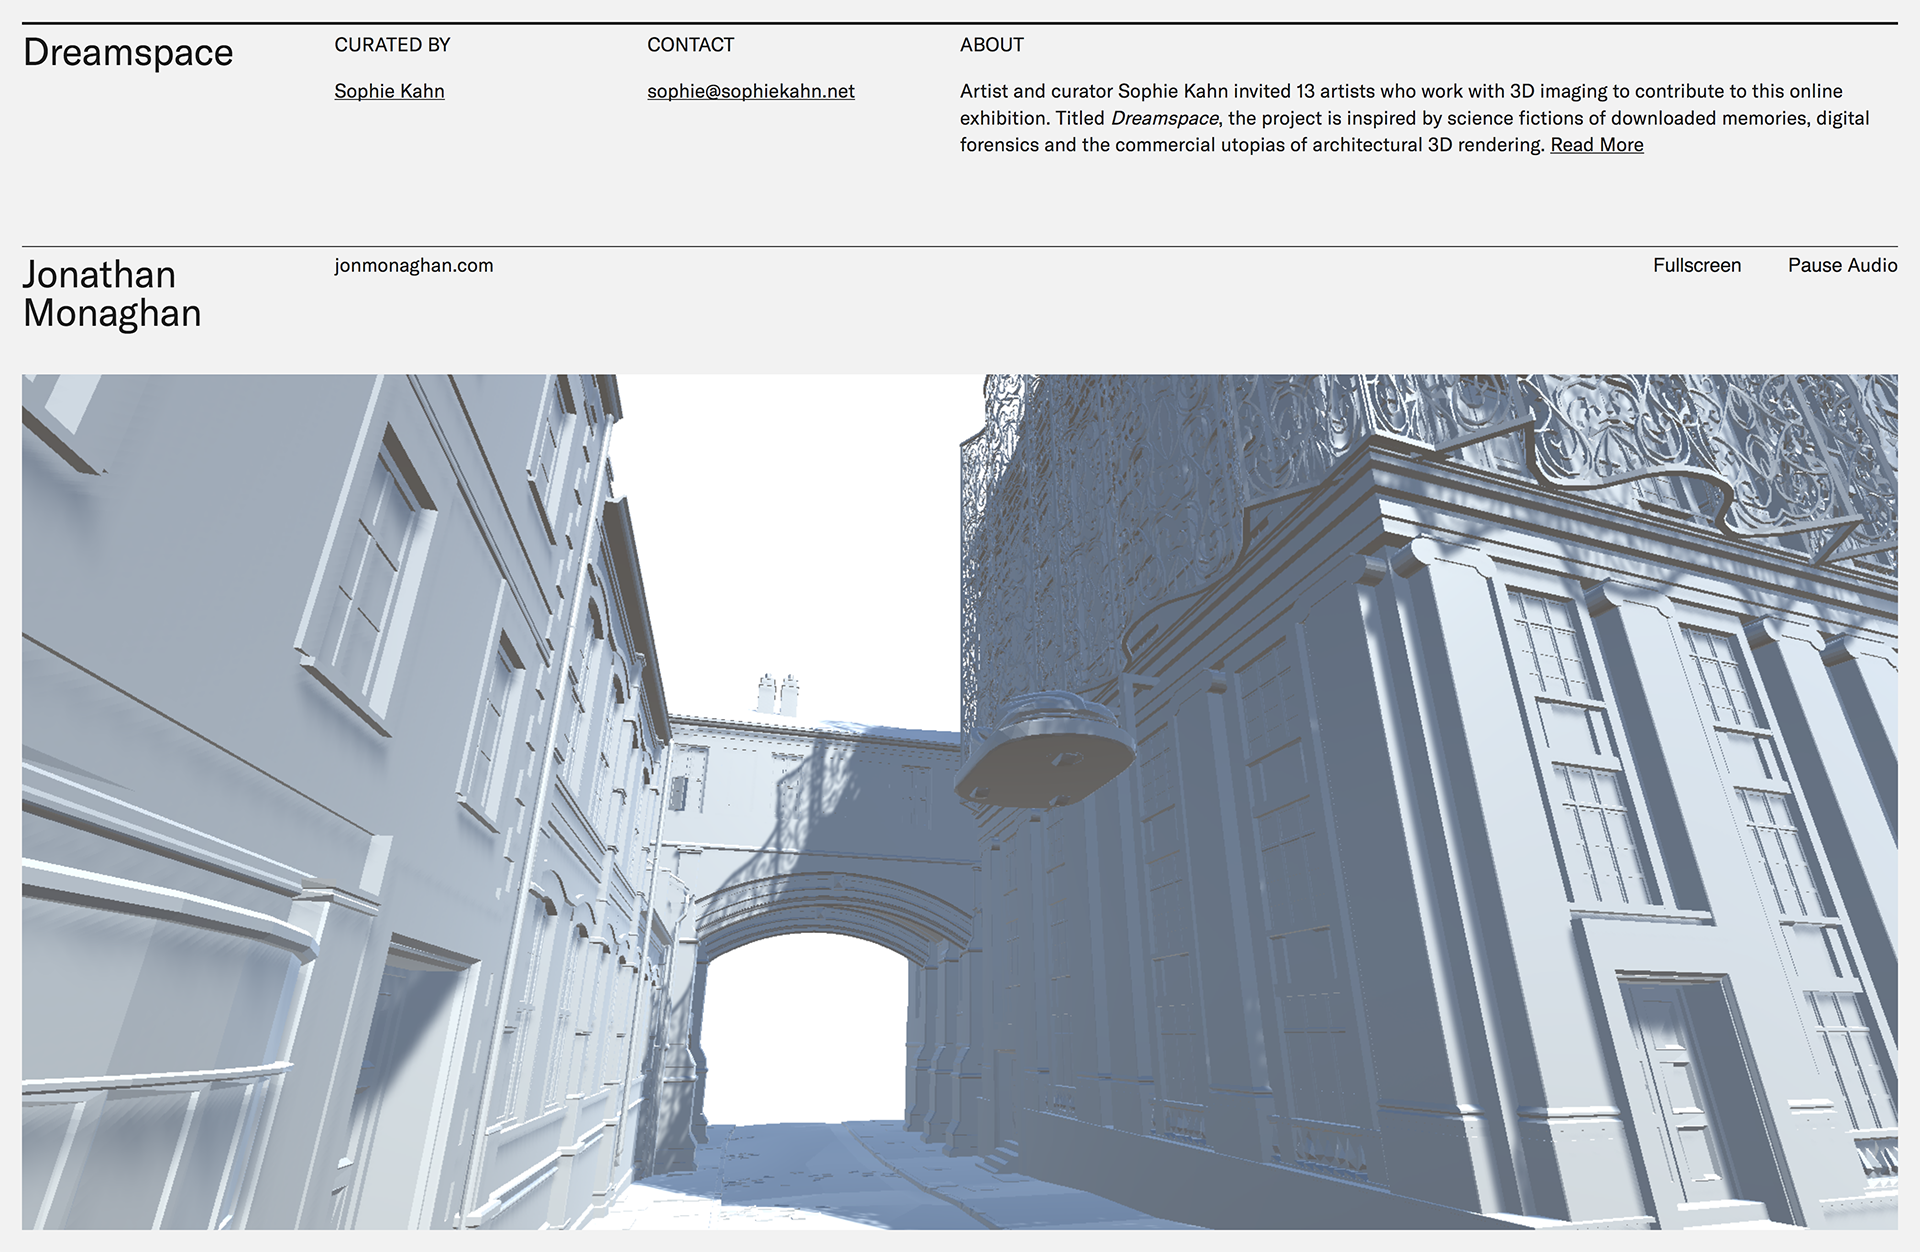 Dreamspace
CURATED BY
Sophie Kahn
CONTACT
sophie@sophiekahn.net
ABOUT
Artist and curator Sophie Kahn invited 13 artists who work with 3D imaging to contribute to this online
exhibition. Titled Dreamspace, the project is inspired by science fictions of downloaded memories, digital
forensics and the commercial utopias of architectural 3D rendering. Read More
Jonathan
Monaghan
jonmonaghan.com
Fullscreen
Pause Audio